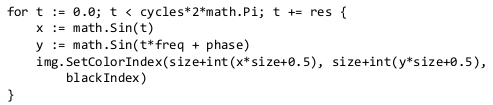 for t := 0.0; t < cycles*2*math.Pi; t += res {
    x := math.Sin(t)
    y := math.Sin(t*freq + phase)
    img.SetColorIndex(size+int(x*size+0.5), size+int(y*size+0.5),
        blackIndex)
}